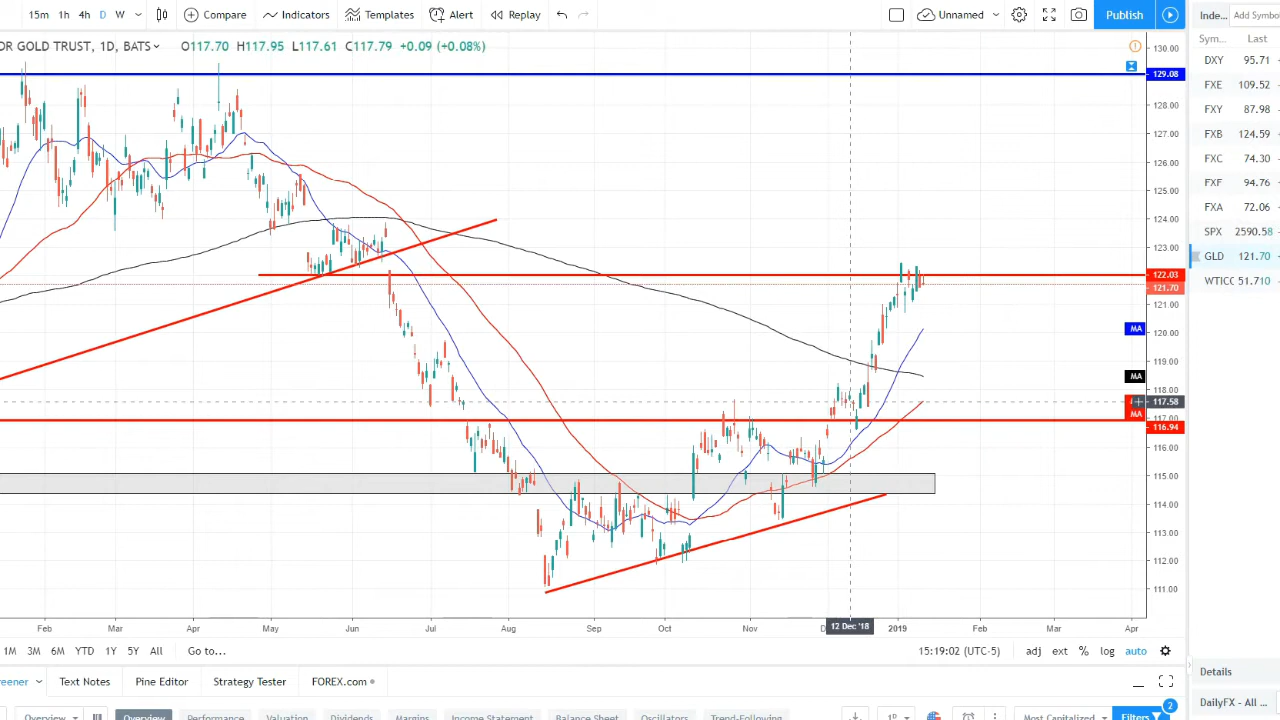 15m 1h 4h D W Compare Indicators Templates Alert Replay Unnamed Publish Inde... Add Symbo
OR GOLD TRUST, 1D, BATS O117.70 H117.95 L117.61 C117.79 +0.09 (+0.08%)
Sym... Last
DXY 95.71
FXE 109.52
FXY 87.98
FXB 124.59
FXC 74.30
FXF 94.76
FXA 72.06
SPX 2590.58
GLD 121.70
WTICC 51.710
130.00
129.08
128.00
127.00
126.00
125.00
124.00
123.00
122.03
121.70
121.00
MA
120.00
119.00
MA
118.00
117.58
117.00
MA
116.94
116.00
115.00
114.00
113.00
112.00
111.00
Feb Mar Apr May Jun Jul Aug Sep Oct Nov D 12 Dec '18 2019 Feb Mar Apr
1M 3M 6M YTD 1Y 5Y All Go to... 15:19:02 (UTC-5) adj ext % log auto
Details
eener Text Notes Pine Editor Strategy Tester FOREX.com
DailyFX - All ...
Overview Overview Performance Valuation Dividends Margins Income Statement Balance Sheet Oscillators Trend-Following 1D Most Capitalized Filters 2